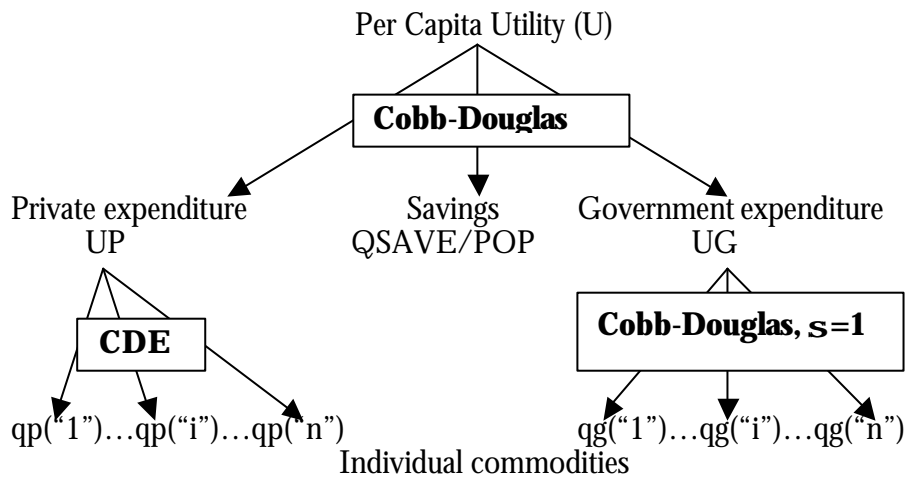 Per Capita Utility (U)
Cobb-Douglas
Private expenditure
UP
Savings
QSAVE/POP
Government expenditure
UG
CDE
Cobb-Douglas, s=1
qp(“1”)…qp(“i”)…qp(“n”)
qg(“1”)…qg(“i”)…qg(“n”)
Individual commodities